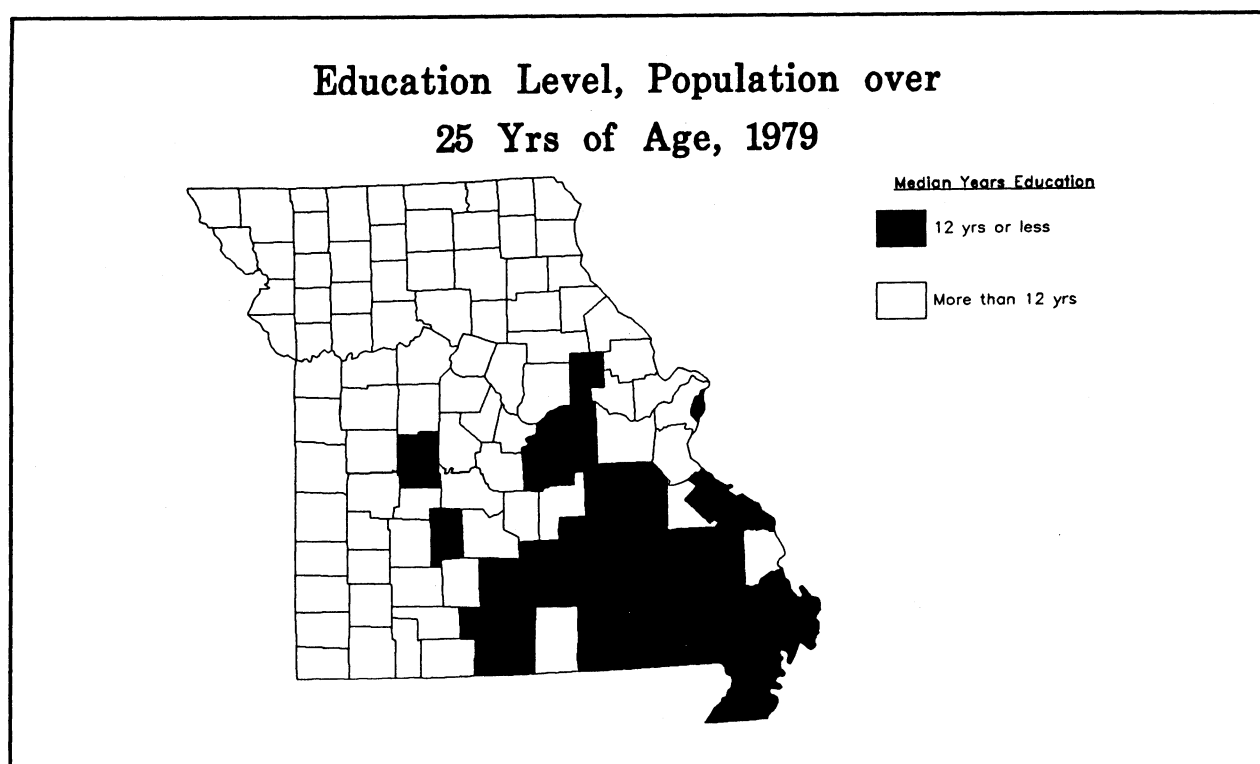 Education Level, Population over
25 Yrs of Age, 1979
Median Years Education
12 yrs or less
More than 12 yrs